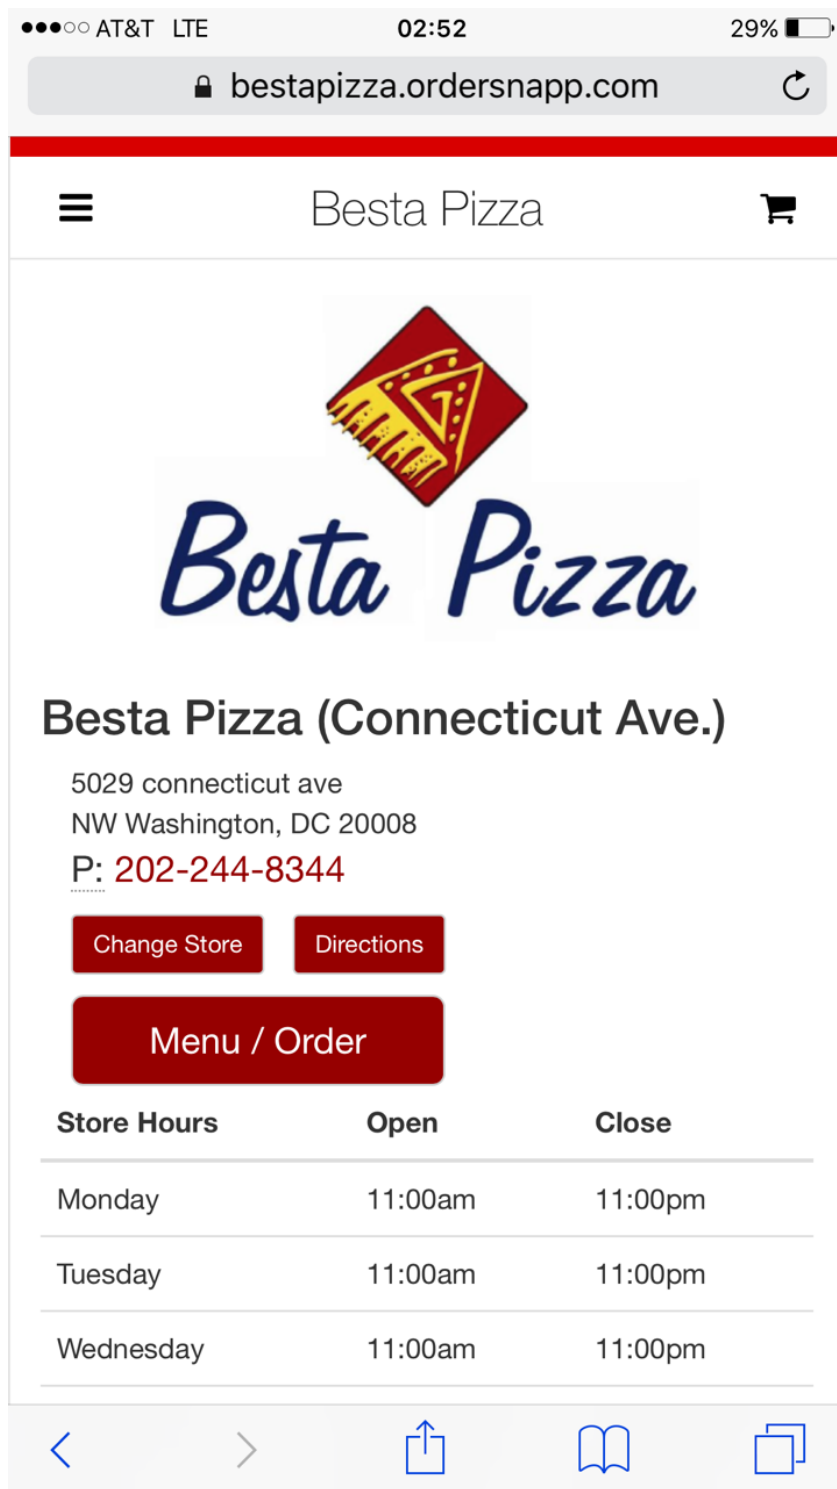 AT&T LTE 02:52 29%
bestapizza.ordersnapp.com
Besta Pizza
Besta Pizza
Besta Pizza (Connecticut Ave.)
5029 connecticut ave
NW Washington, DC 20008
P: 202-244-8344
Change Store Directions
Menu / Order
Store Hours Open Close
Monday 11:00am 11:00pm
Tuesday 11:00am 11:00pm
Wednesday 11:00am 11:00pm